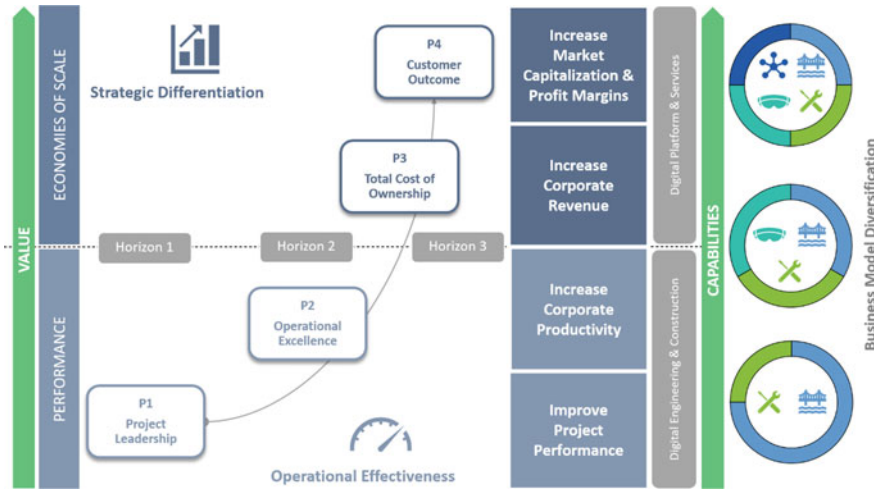 VALUE
ECONOMIES OF SCALE
PERFORMANCE
Strategic Differentiation
P4
Customer
Outcome
P3
Total Cost of
Ownership
Horizon 1
Horizon 2
Horizon 3
P2
Operational
Excellence
P1
Project
Leadership
Operational Effectiveness
Increase
Market
Capitalization &
Profit Margins
Increase
Corporate
Revenue
Increase
Corporate
Productivity
Improve
Project
Performance
Digital Platform & Services
Digital Engineering & Construction
CAPABILITIES
Business Model Diversification